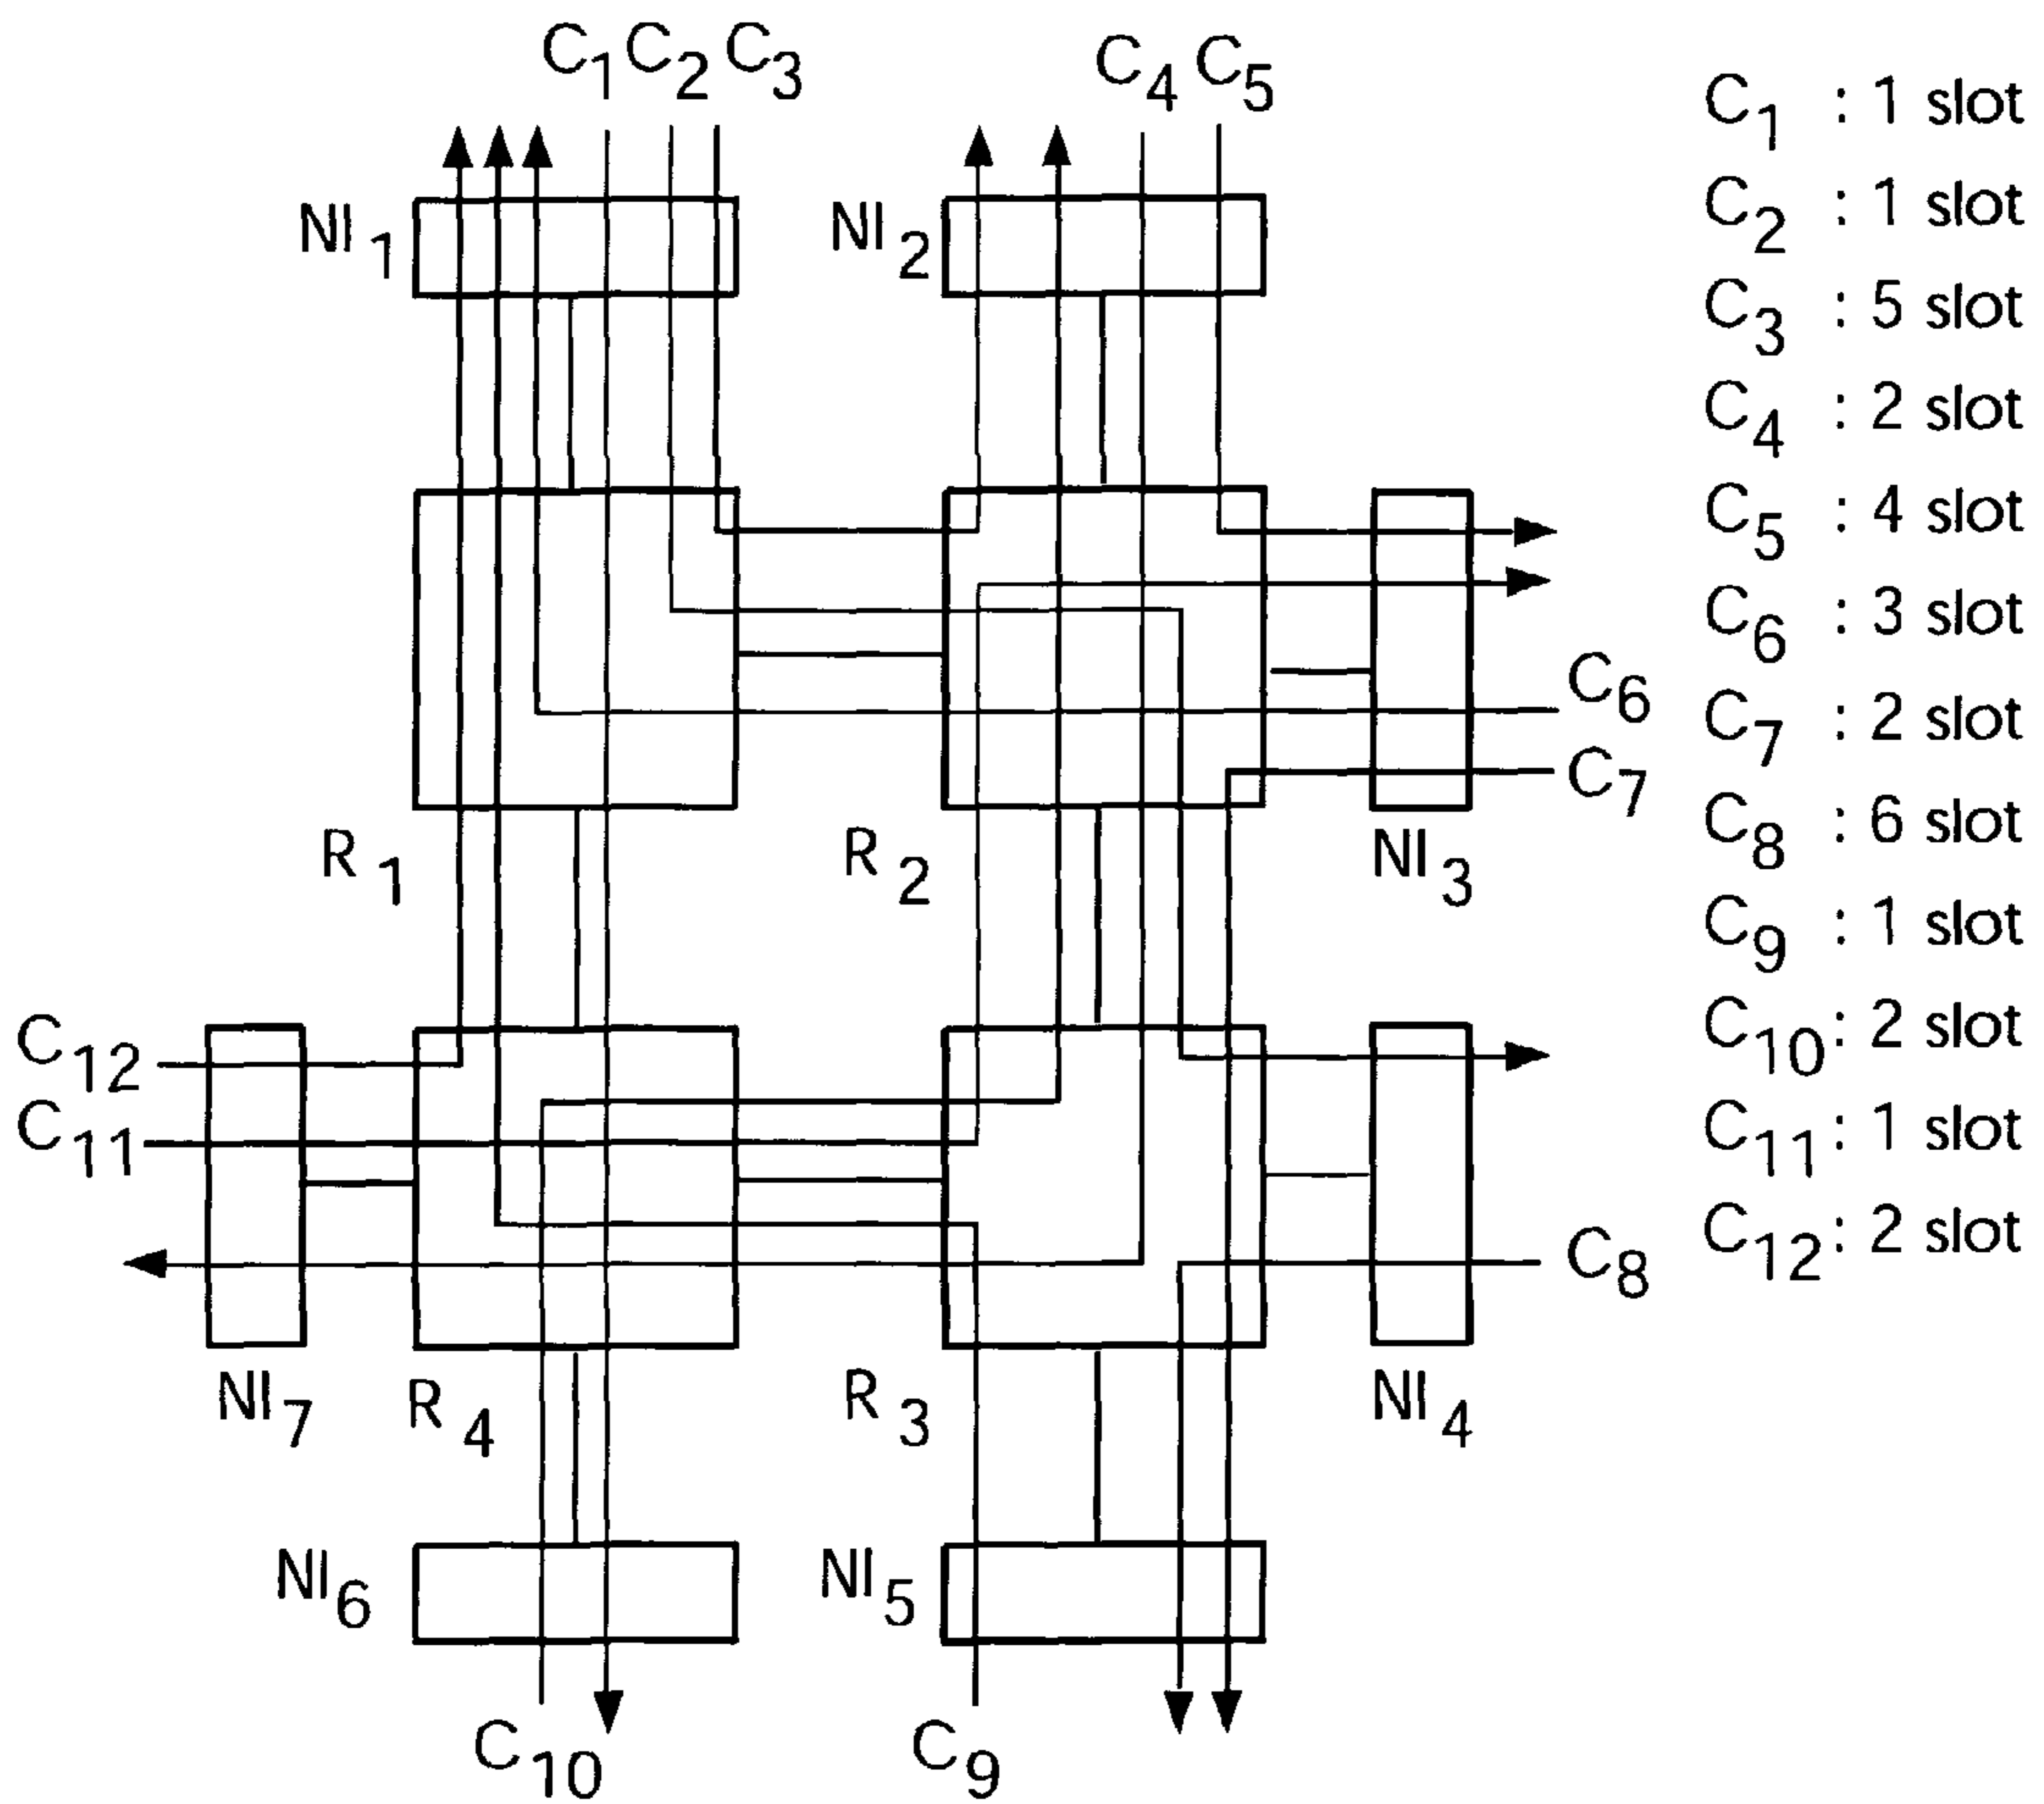 C1 C2 C3
C4 C5
NI1
NI2
C6
C7
R1
R2
NI3
C12
C11
C8
NI7
R4
R3
NI4
NI6
NI5
C10
C9
C1 : 1 slot
C2 : 1 slot
C3 : 5 slot
C4 : 2 slot
C5 : 4 slot
C6 : 3 slot
C7 : 2 slot
C8 : 6 slot
C9 : 1 slot
C10 : 2 slot
C11 : 1 slot
C12 : 2 slot